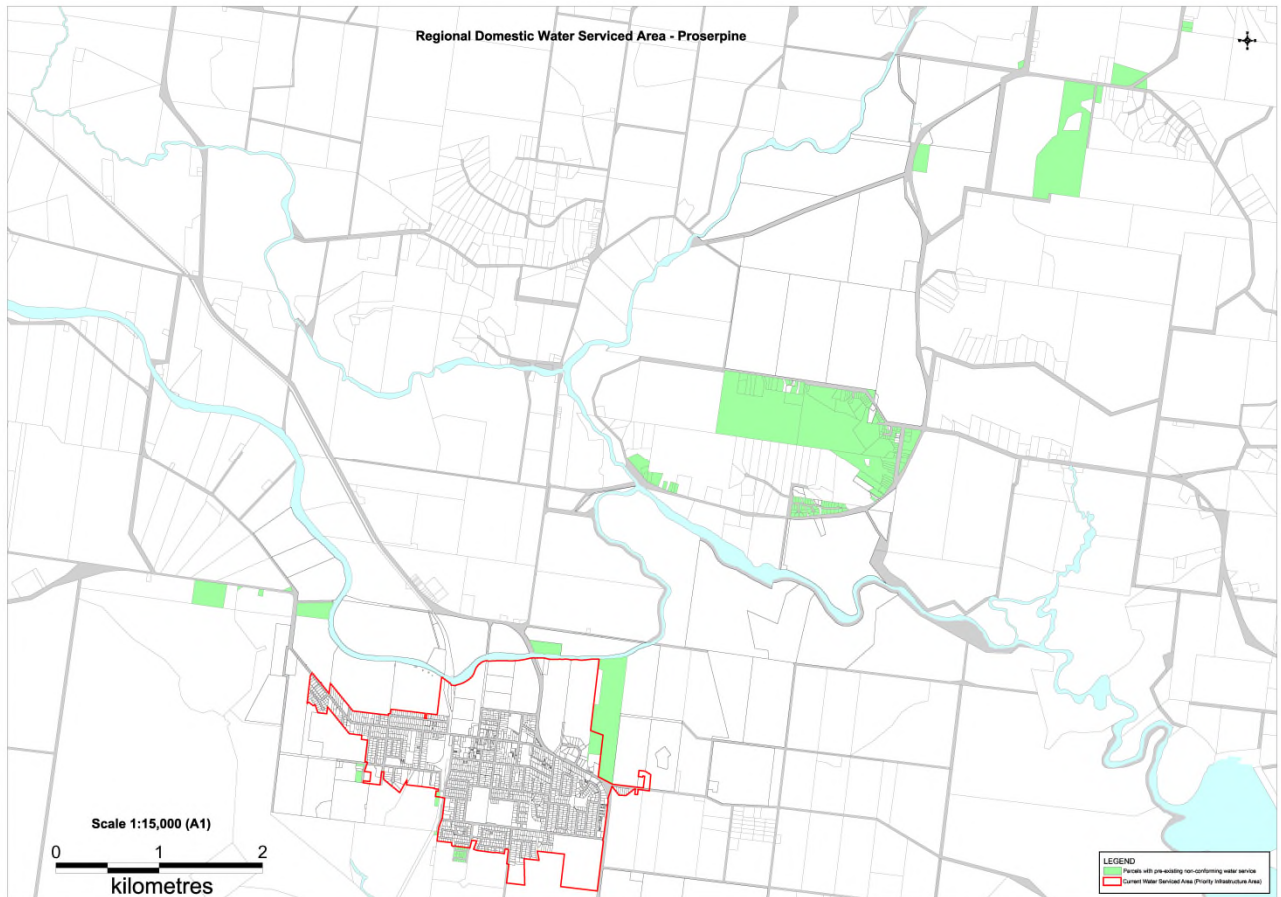 Regional Domestic Water Serviced Area - Proserpine
Scale 1:15,000 (A1)
0 1 2
kilometres
LEGEND
Parcels with pre-existing non-conforming water service
Current Water Serviced Area (Priority Infrastructure Area)